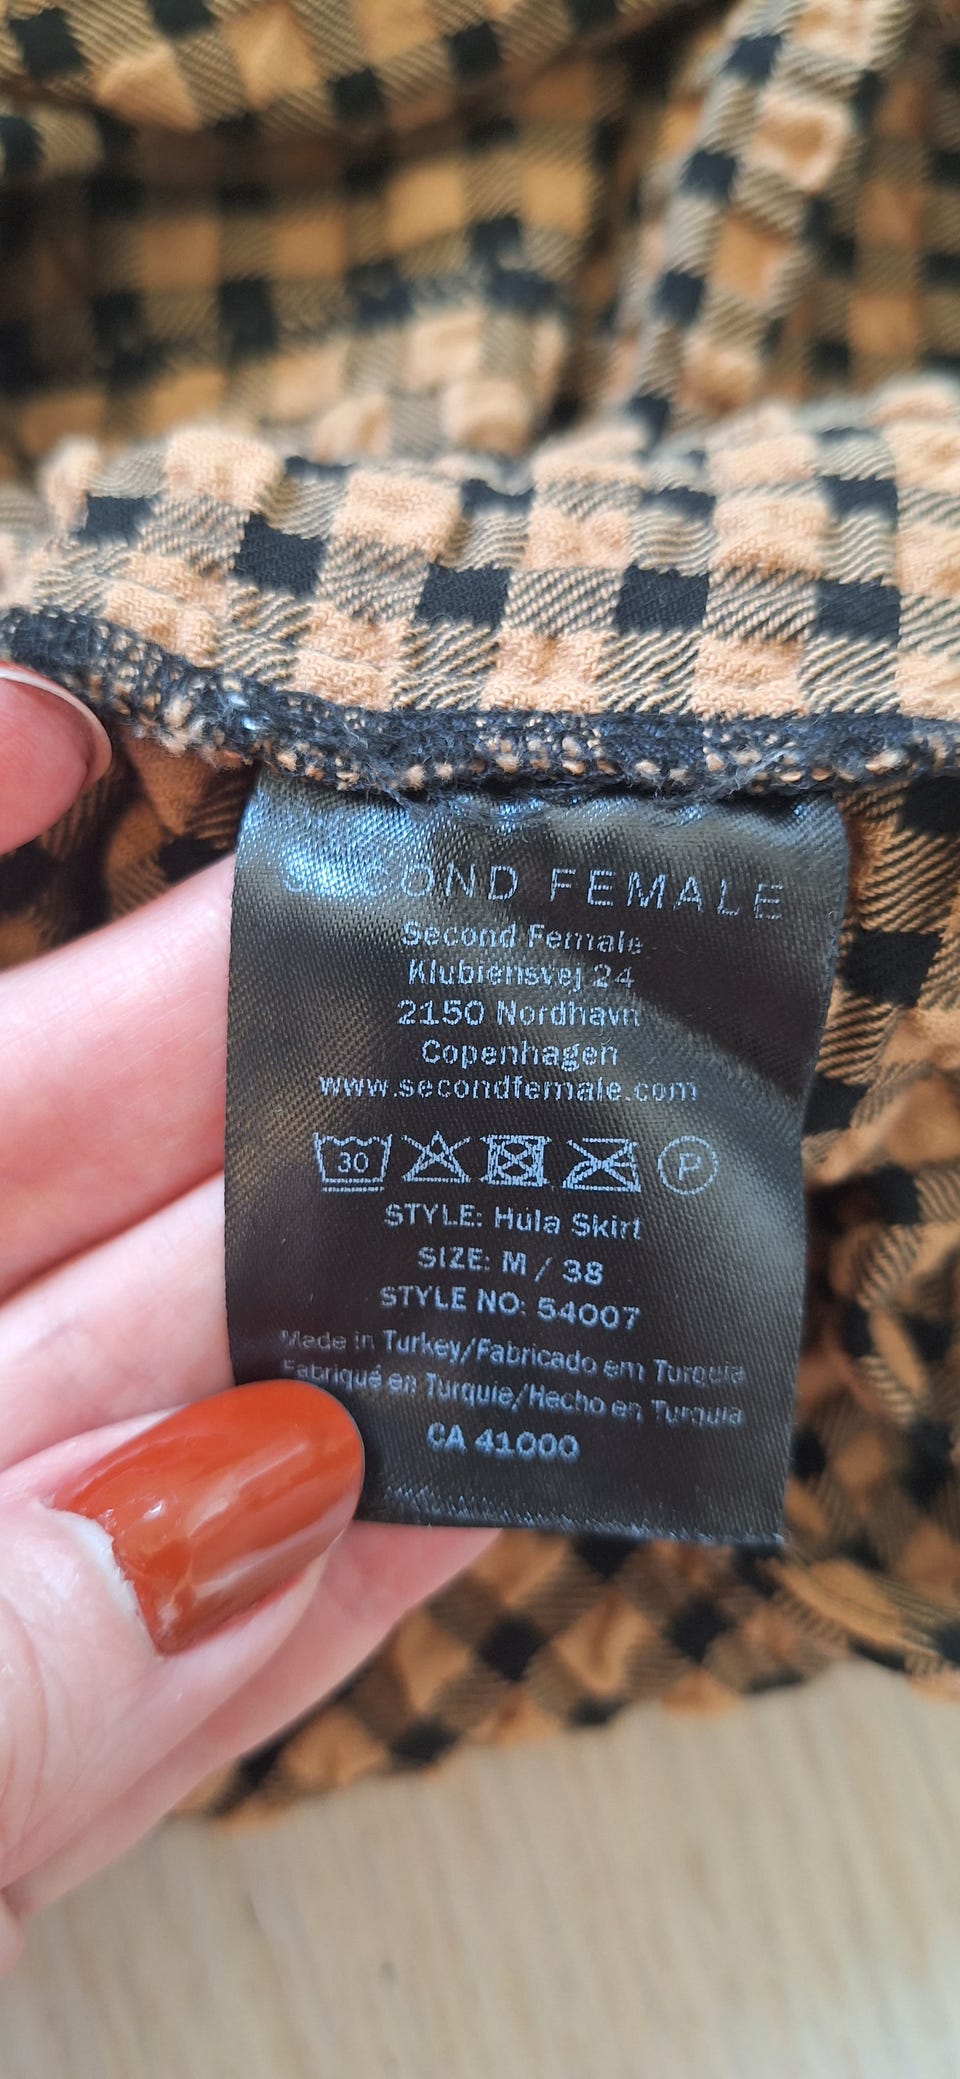 SECOND FEMALE
Second Female
Klubiensvej 24
2150 Nordhavn
Copenhagen
www.secondfemale.com
30 P
STYLE: Hula Skirt
SIZE: M / 38
STYLE NO: 54007
Made in Turkey/Fabricado em Turquia
Fabriqué en Turquie/Hecho en Turquia
CA 41000